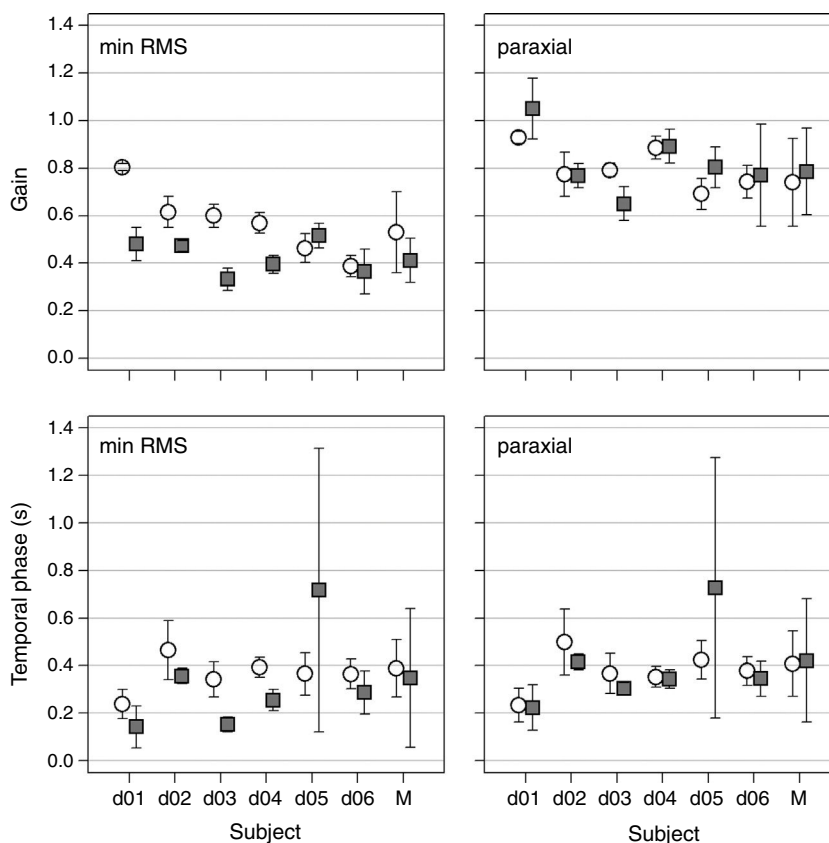 min RMS
paraxial
Gain
1.4
1.2
1.0
0.8
0.6
0.4
0.2
0.0
min RMS
paraxial
Temporal phase (s)
1.4
1.2
1.0
0.8
0.6
0.4
0.2
0.0
d01 d02 d03 d04 d05 d06 M
d01 d02 d03 d04 d05 d06 M
Subject
Subject